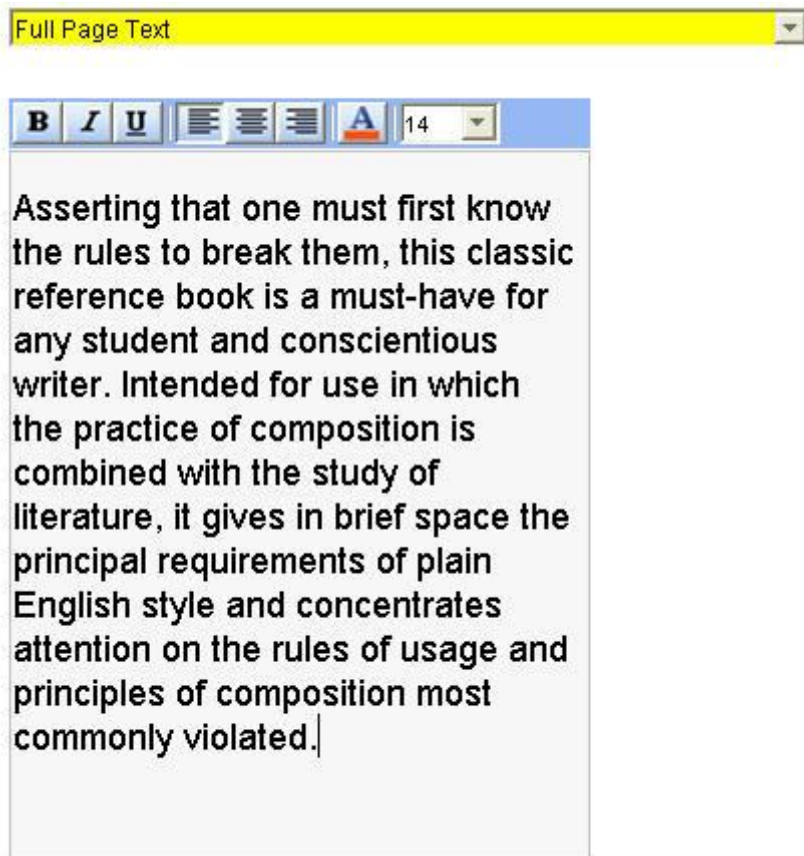 Full Page Text
B I U A 14
Asserting that one must first know
the rules to break them, this classic
reference book is a must-have for
any student and conscientious
writer. Intended for use in which
the practice of composition is
combined with the study of
literature, it gives in brief space the
principal requirements of plain
English style and concentrates
attention on the rules of usage and
principles of composition most
commonly violated.